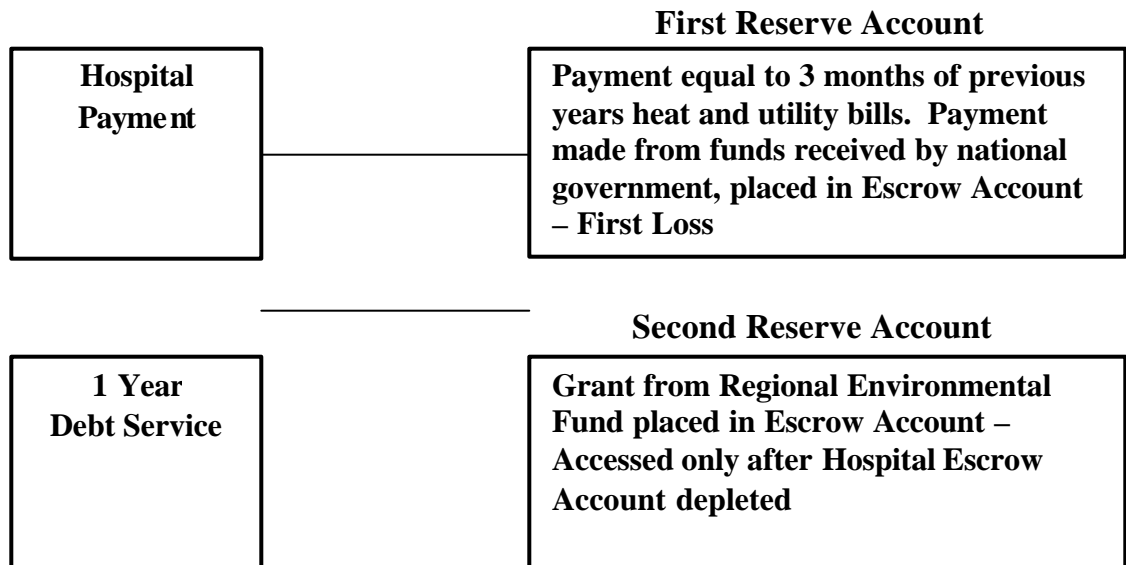 First Reserve Account
Hospital
Payment
Payment equal to 3 months of previous
years heat and utility bills. Payment
made from funds received by national
government, placed in Escrow Account
– First Loss
Second Reserve Account
1 Year
Debt Service
Grant from Regional Environmental
Fund placed in Escrow Account –
Accessed only after Hospital Escrow
Account depleted